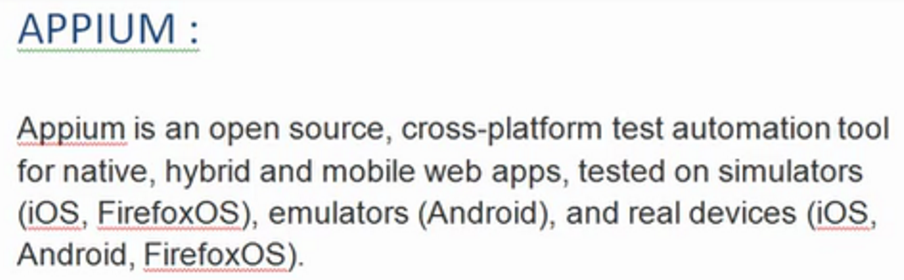 APPIUM :
Appium is an open source, cross-platform test automation tool
for native, hybrid and mobile web apps, tested on simulators
(iOS, FirefoxOS), emulators (Android), and real devices (iOS,
Android, FirefoxOS).